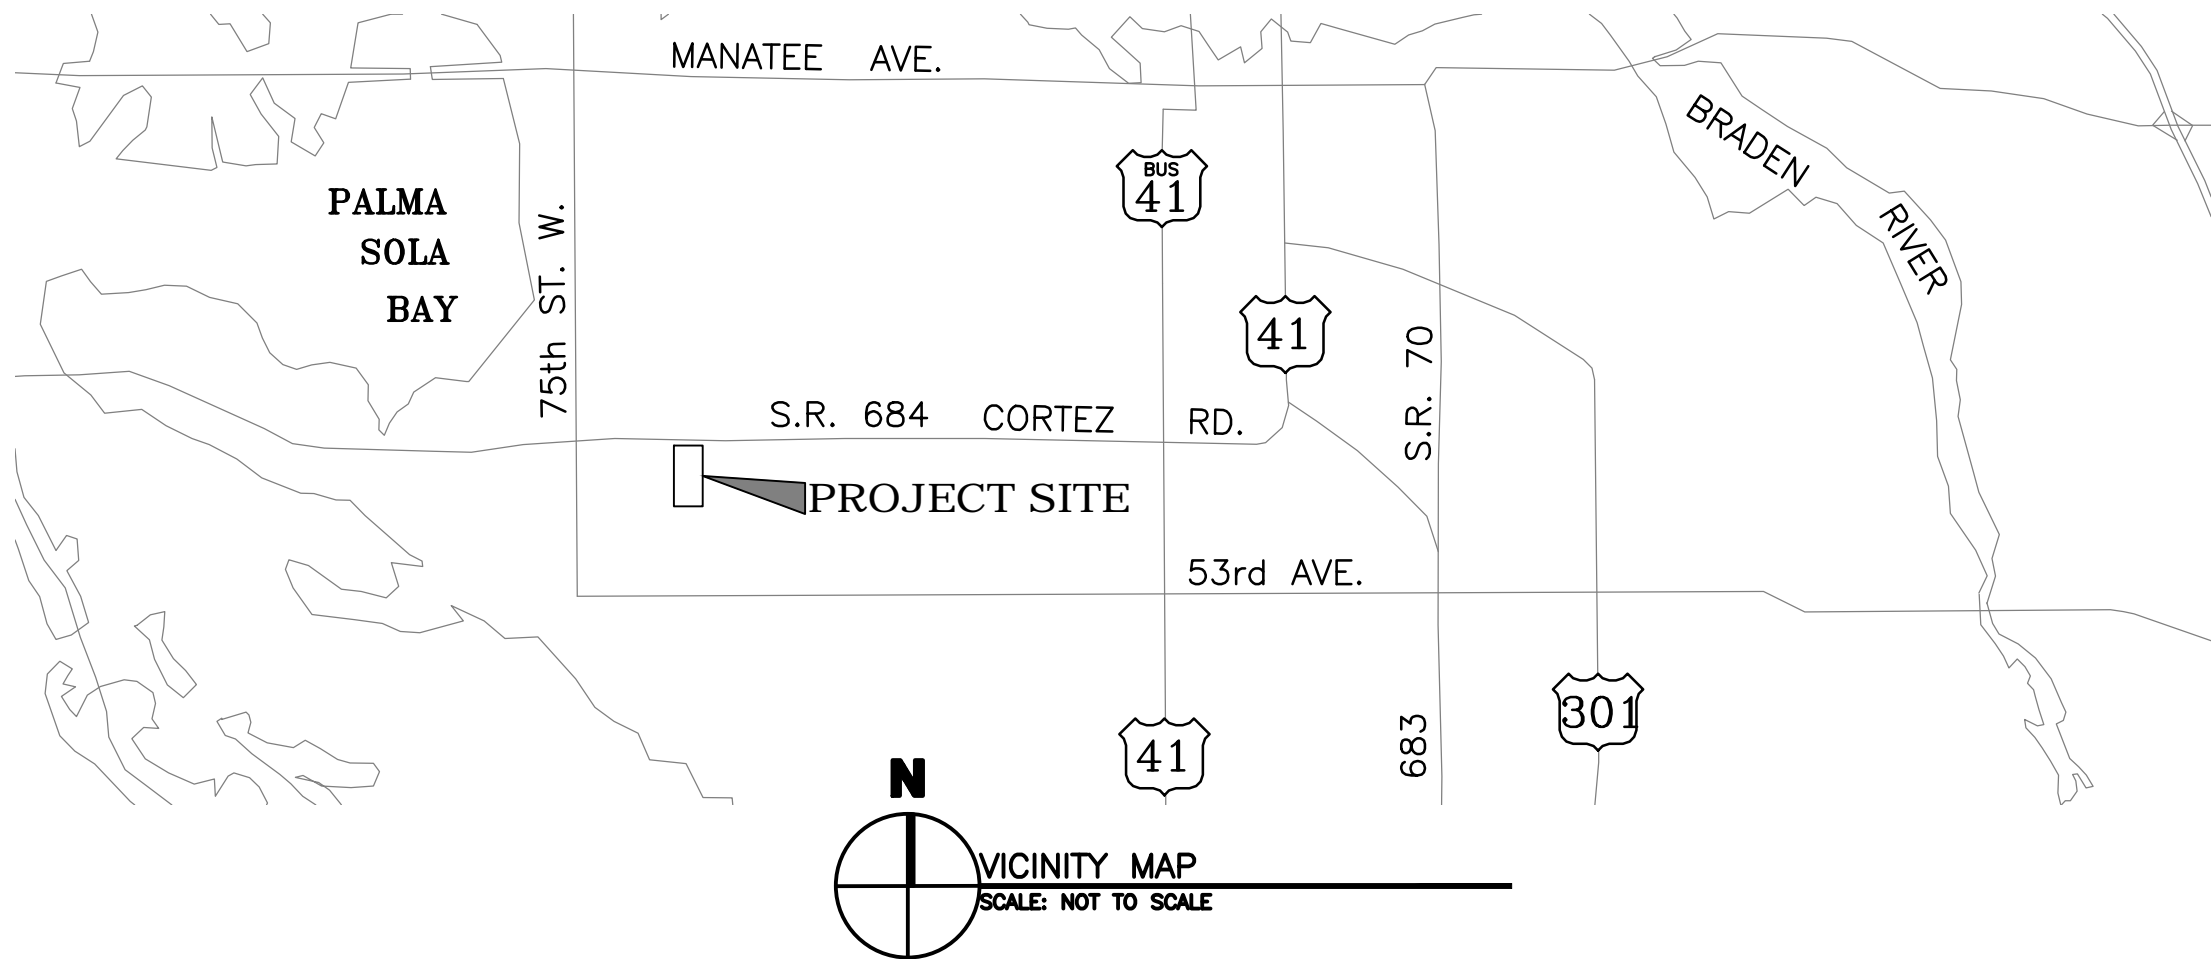 MANATEE AVE.
BRADEN
RIVER
BUS
41
PALMA
SOLA
BAY
75th ST. W.
41
S.R. 70
S.R. 684 CORTEZ RD.
PROJECT SITE
53rd AVE.
41
683
301
N
VICINITY MAP
SCALE: NOT TO SCALE